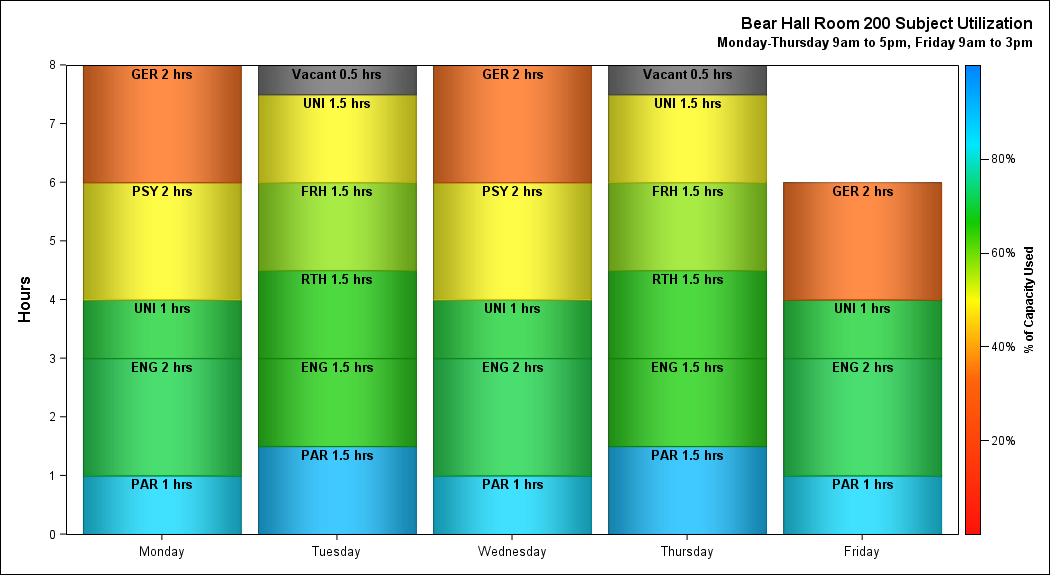 Bear Hall Room 200 Subject Utilization
Monday-Thursday 9am to 5pm, Friday 9am to 3pm
Hours
8
7
6
5
4
3
2
1
0
GER 2 hrs
PSY 2 hrs
UNI 1 hrs
ENG 2 hrs
PAR 1 hrs
Vacant 0.5 hrs
UNI 1.5 hrs
FRH 1.5 hrs
RTH 1.5 hrs
ENG 1.5 hrs
PAR 1.5 hrs
GER 2 hrs
PSY 2 hrs
UNI 1 hrs
ENG 2 hrs
PAR 1 hrs
Vacant 0.5 hrs
UNI 1.5 hrs
FRH 1.5 hrs
RTH 1.5 hrs
ENG 1.5 hrs
PAR 1.5 hrs
GER 2 hrs
UNI 1 hrs
ENG 2 hrs
PAR 1 hrs
Monday
Tuesday
Wednesday
Thursday
Friday
80%
60%
40%
20%
% of Capacity Used